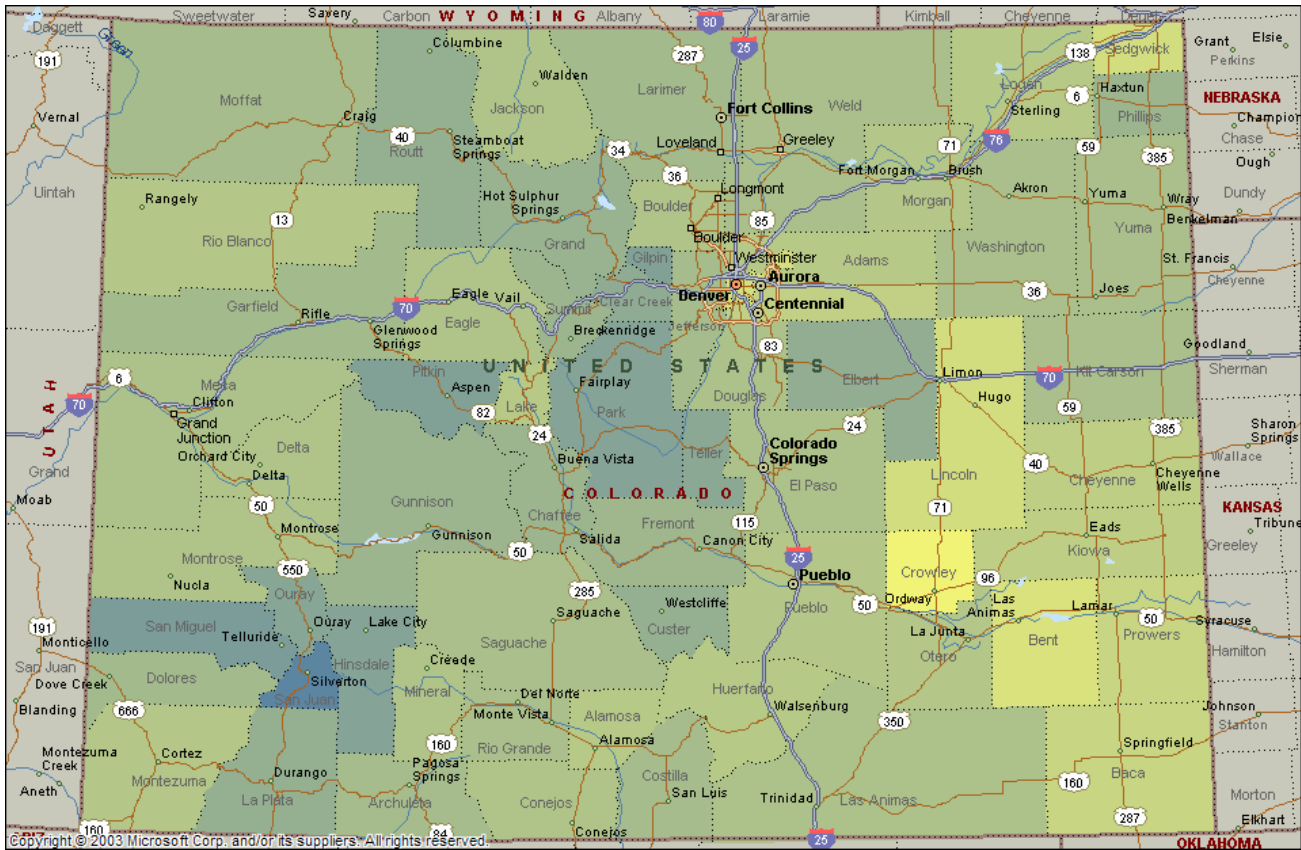 Daggett
Sweetwater
Savery
Carbon
W Y O M I N G
Albany
80
Laramie
Kimball
Cheyenne
Deuel
Green
191
Columbine
287
25
138
Sedgwick
Grant
Elsie
Perkins
Moffat
Walden
Jackson
Larimer
Fort Collins
Weld
Logan
Sterling
6
Haxtun
Phillips
NEBRASKA
Vernal
Craig
40
Routt
Steamboat
Springs
34
Loveland
Greeley
71
76
59
385
Champion
Chase
Ough
Uintah
Rangely
Hot Sulphur
Springs
36
Longmont
Boulder
85
Fort Morgan
Brush
Morgan
Akron
Yuma
Wray
Benkelman
Dundy
13
Rio Blanco
Grand
Boulder
Gilpin
Westminster
Adams
Washington
Yuma
St. Francis
Cheyenne
Garfield
Rifle
70
Eagle
Vail
Eagle
Summit
Clear Creek
Denver
Aurora
Centennial
36
Joes
Glenwood
Springs
Breckenridge
Jefferson
83
U N I T E D S T A T E S
Goodland
Sherman
U T A H
70
6
Mesa
Clifton
Grand
Junction
Pitkin
Aspen
82
Lake
Fairplay
Park
Douglas
Elbert
Limon
Hugo
70
Kit Carson
59
24
24
385
Sharon
Springs
Wallace
Grand
Orchard City
Delta
Delta
Buena Vista
Teller
Colorado
Springs
El Paso
Lincoln
40
Cheyenne
Cheyenne
Wells
Moab
50
Gunnison
C O L O R A D O
71
KANSAS
Tribune
Greeley
Montrose
Montrose
Gunnison
50
Chaffee
Salida
Fremont
115
Canon City
25
Eads
Kiowa
Nucla
550
Ouray
285
Pueblo
Pueblo
Crowley
96
Ordway
50
Las
Animas
Lamar
50
Prowers
Syracuse
191
San Miguel
Telluride
Ouray
Lake City
Saguache
Saguache
Westcliffe
Custer
La Junta
Otero
Bent
Hamilton
Monticello
San Juan
Dove Creek
Dolores
Silverton
San Juan
Hinsdale
Creede
Mineral
Del Norte
Huerfano
Walsenburg
Blanding
666
Monte Vista
Alamosa
Alamosa
350
Johnson
Stanton
Montezuma
Creek
Cortez
Montezuma
160
Rio Grande
Costilla
Springfield
Aneth
Durango
La Plata
Pagosa
Springs
Archuleta
Conejos
San Luis
Trinidad
Las Animas
160
Baca
Morton
160
84
Conejos
25
287
Elkhart
OKLAHOMA
Copyright © 2003 Microsoft Corp. and/or its suppliers. All rights reserved.